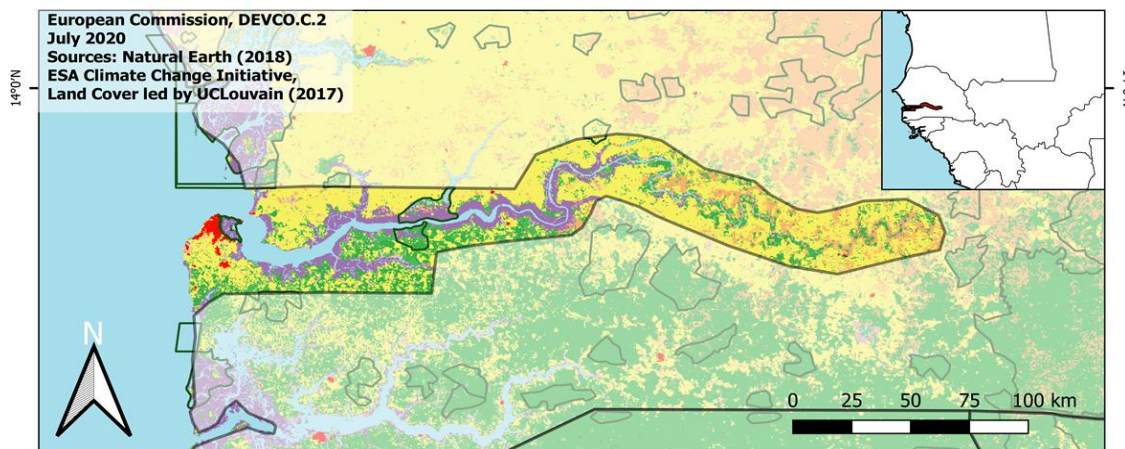 European Commission, DEVCO.C.2
July 2020
Sources: Natural Earth (2018)
ESA Climate Change Initiative,
Land Cover led by UCLouvain (2017)
14°0'N
N
0 25 50 75 100 km